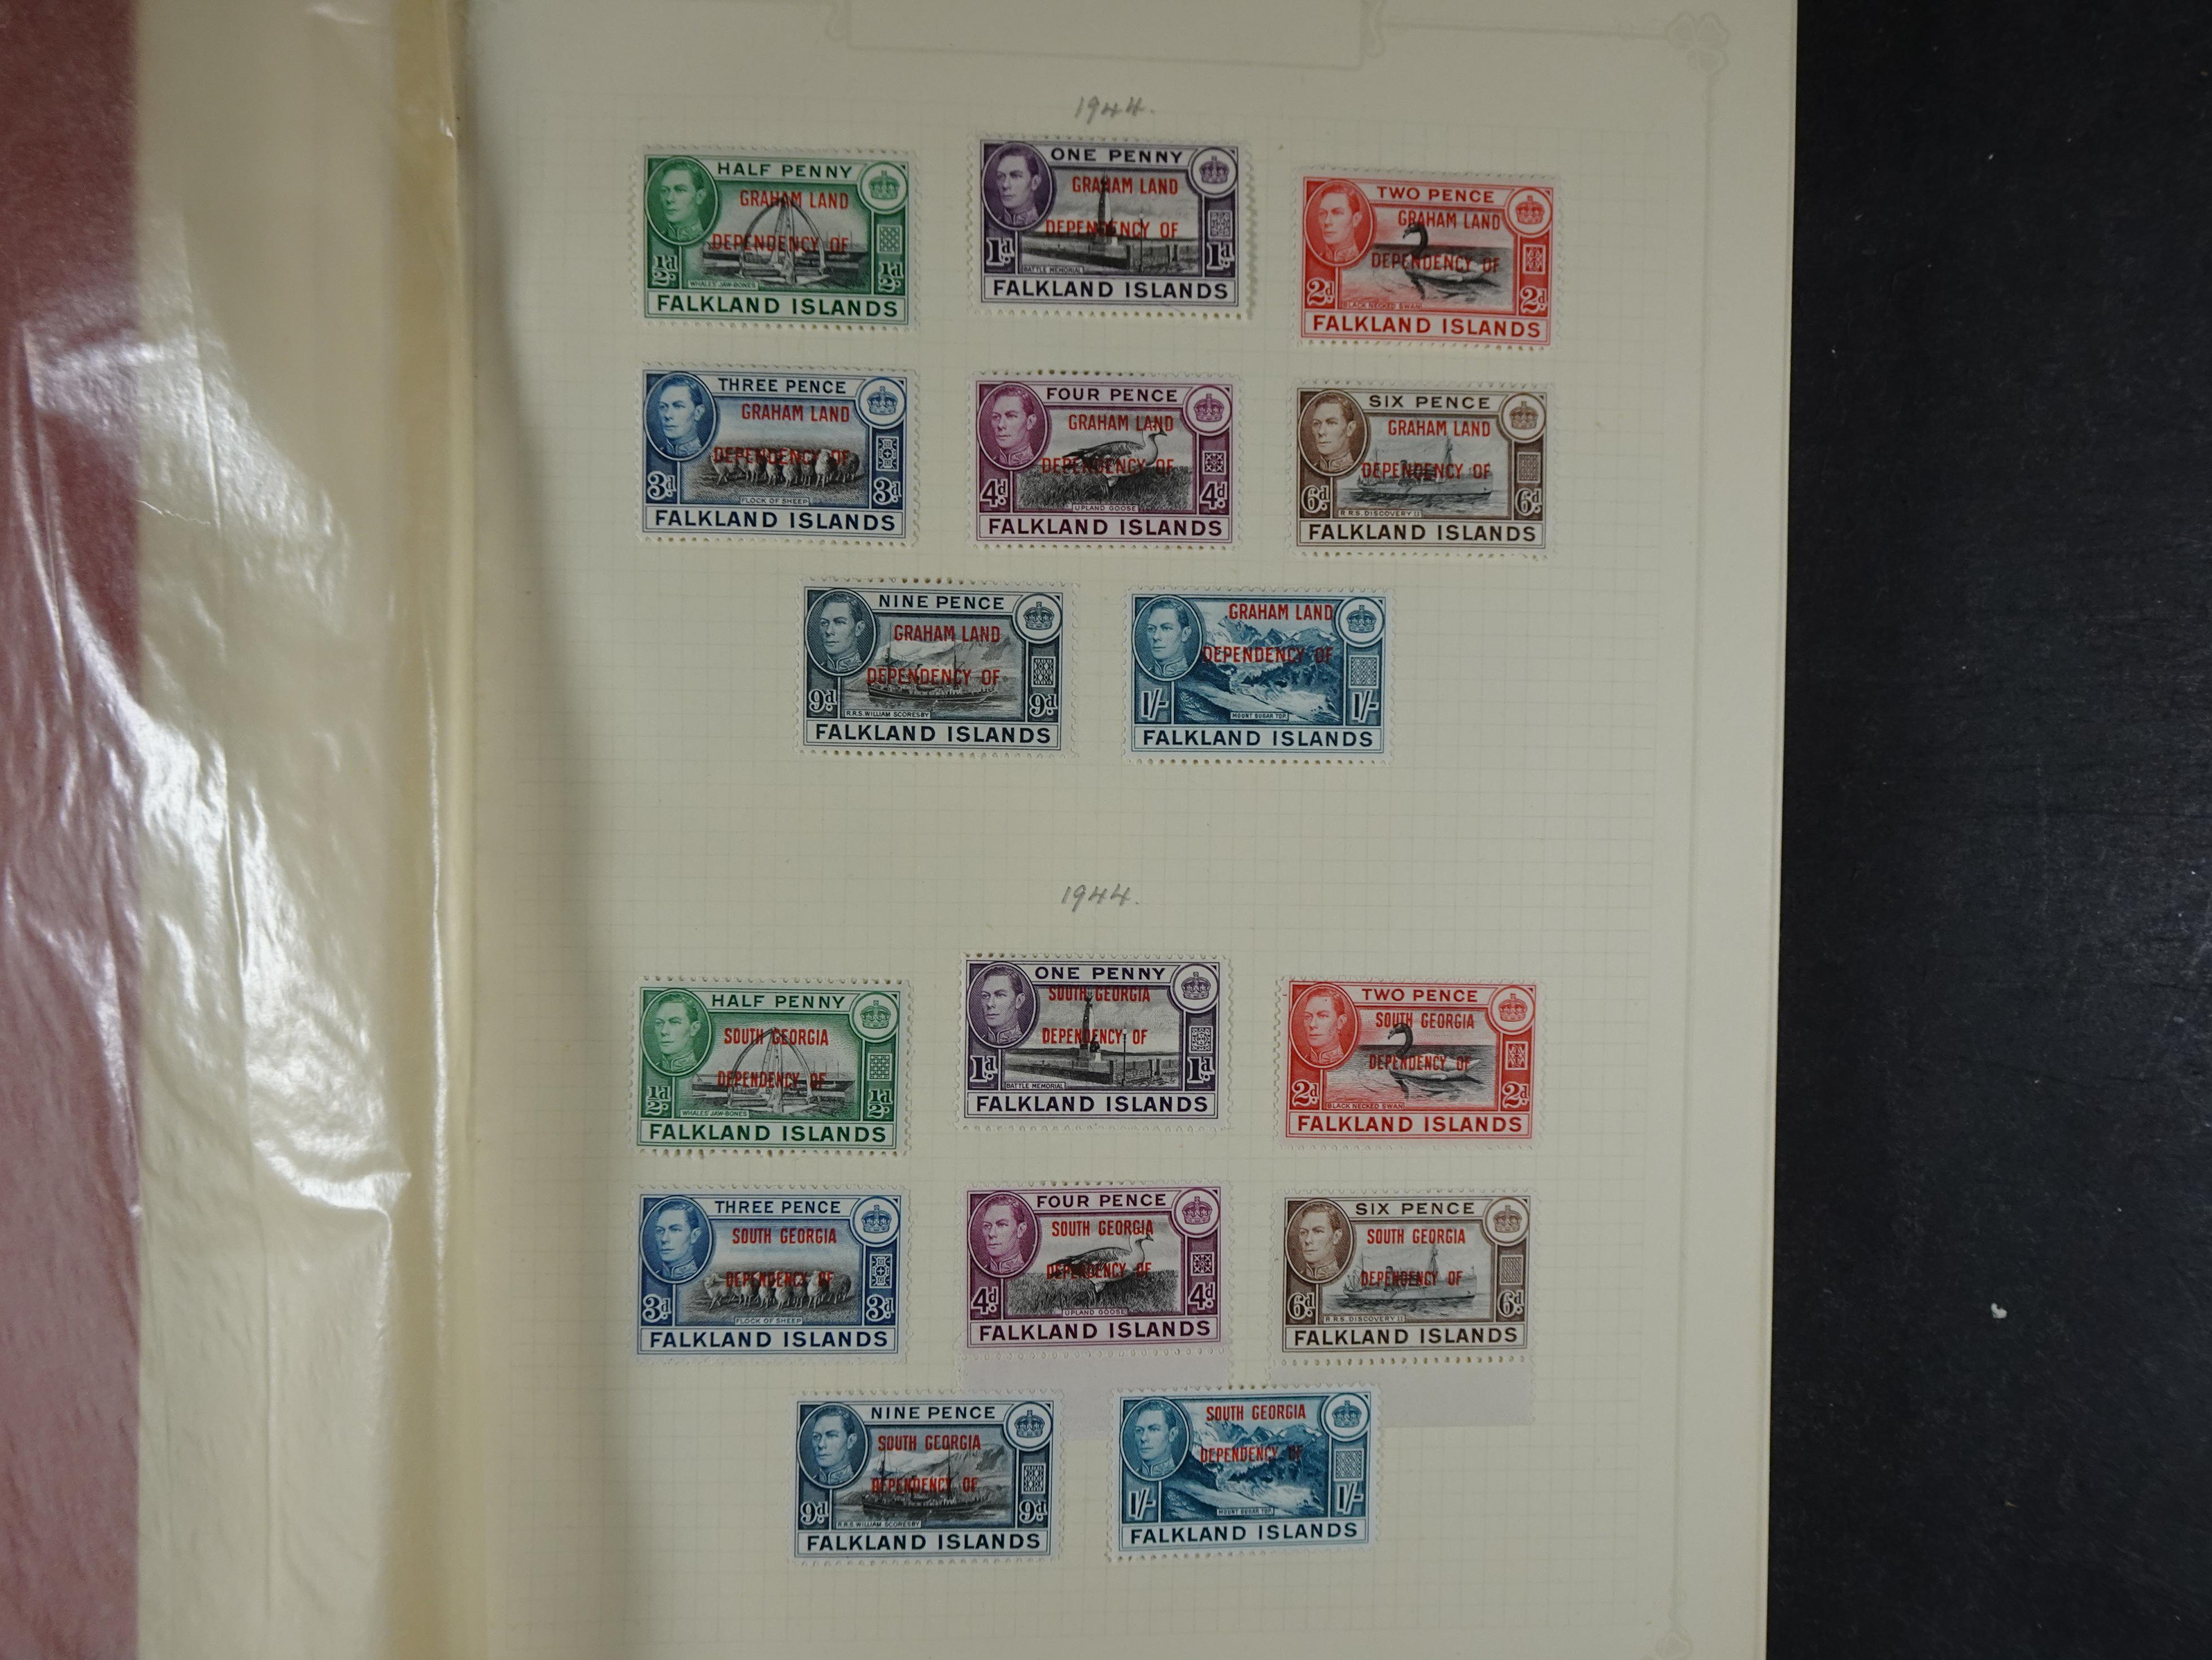 1944.
HALF PENNY
GRAHAM LAND
DEPENDENCY OF
½d ½d
WHALES' JAW-BONES
FALKLAND ISLANDS
ONE PENNY
GRAHAM LAND
DEPENDENCY OF
1d 1d
BATTLE MEMORIAL
FALKLAND ISLANDS
TWO PENCE
GRAHAM LAND
DEPENDENCY OF
2d 2d
BLACK NECKED SWAN
FALKLAND ISLANDS
THREE PENCE
GRAHAM LAND
DEPENDENCY OF
3d 3d
FLOCK OF SHEEP
FALKLAND ISLANDS
FOUR PENCE
GRAHAM LAND
DEPENDENCY OF
4d 4d
UPLAND GOOSE
FALKLAND ISLANDS
SIX PENCE
GRAHAM LAND
DEPENDENCY OF
6d 6d
R.R.S. DISCOVERY II
FALKLAND ISLANDS
NINE PENCE
GRAHAM LAND
DEPENDENCY OF
9d 9d
R.R.S. WILLIAM SCORESBY
FALKLAND ISLANDS
GRAHAM LAND
DEPENDENCY OF
1/- 1/-
MOUNT SUGAR TOP
FALKLAND ISLANDS
1944.
HALF PENNY
SOUTH GEORGIA
DEPENDENCY OF
½d ½d
WHALES' JAW-BONES
FALKLAND ISLANDS
ONE PENNY
SOUTH GEORGIA
DEPENDENCY OF
1d 1d
BATTLE MEMORIAL
FALKLAND ISLANDS
TWO PENCE
SOUTH GEORGIA
DEPENDENCY OF
2d 2d
BLACK NECKED SWAN
FALKLAND ISLANDS
THREE PENCE
SOUTH GEORGIA
DEPENDENCY OF
3d 3d
FLOCK OF SHEEP
FALKLAND ISLANDS
FOUR PENCE
SOUTH GEORGIA
DEPENDENCY OF
4d 4d
UPLAND GOOSE
FALKLAND ISLANDS
SIX PENCE
SOUTH GEORGIA
DEPENDENCY OF
6d 6d
R.R.S. DISCOVERY II
FALKLAND ISLANDS
NINE PENCE
SOUTH GEORGIA
DEPENDENCY OF
9d 9d
R.R.S. WILLIAM SCORESBY
FALKLAND ISLANDS
SOUTH GEORGIA
DEPENDENCY OF
1/- 1/-
MOUNT SUGAR TOP
FALKLAND ISLANDS